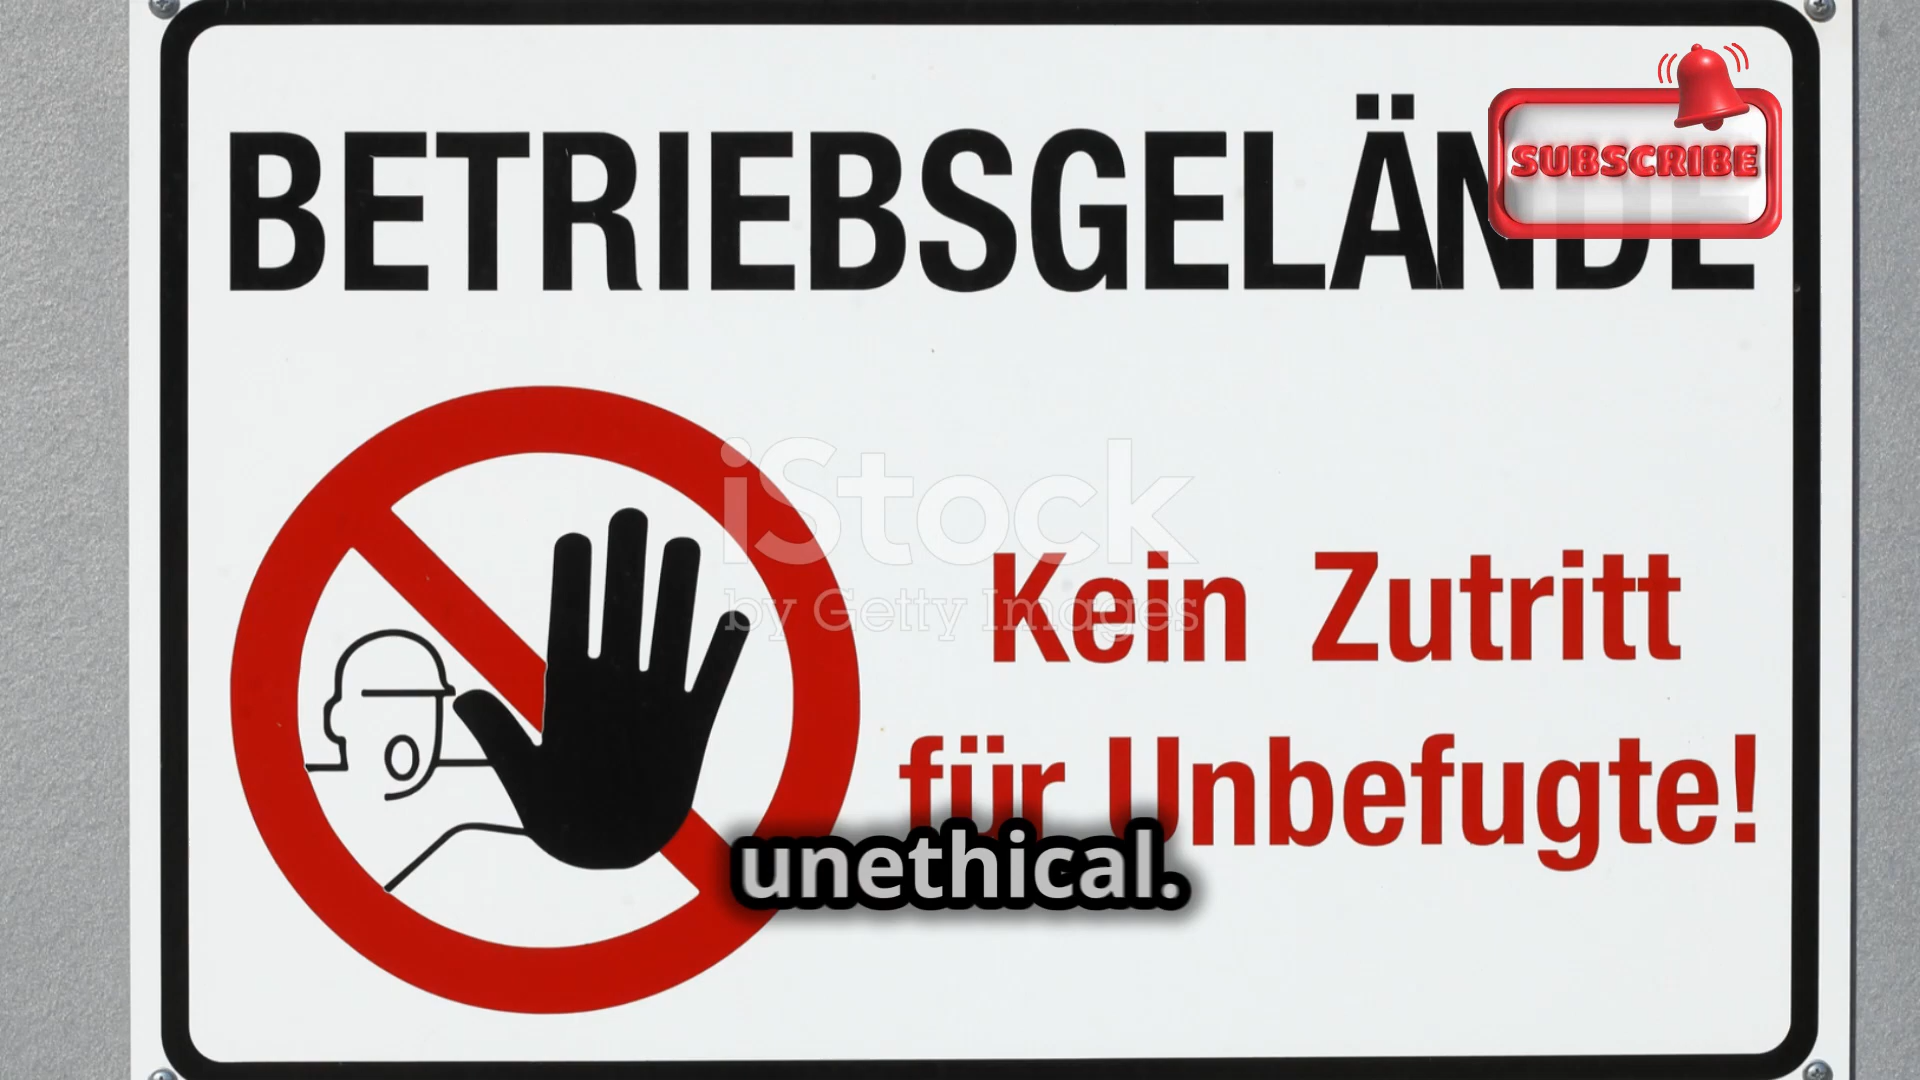 SUBSCRIBE
BETRIEBSGELÄNDE
iStock
by Getty Images
Kein Zutritt
für Unbefugte!
unethical.